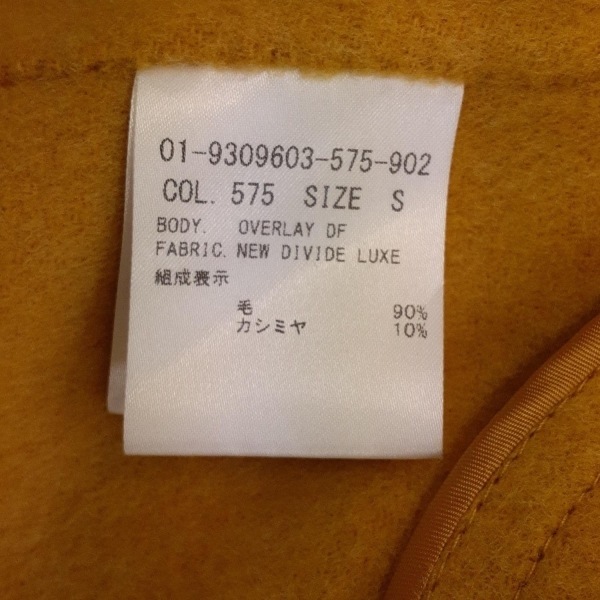 01-9309603-575-902
COL. 575 SIZE S
BODY. OVERLAY DF
FABRIC. NEW DIVIDE LUXE
組成表示
毛 90%
カシミヤ 10%